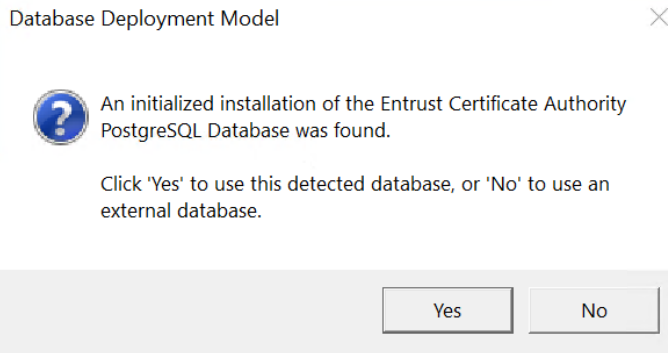 Database Deployment Model
An initialized installation of the Entrust Certificate Authority
PostgreSQL Database was found.
Click 'Yes' to use this detected database, or 'No' to use an
external database.
Yes
No